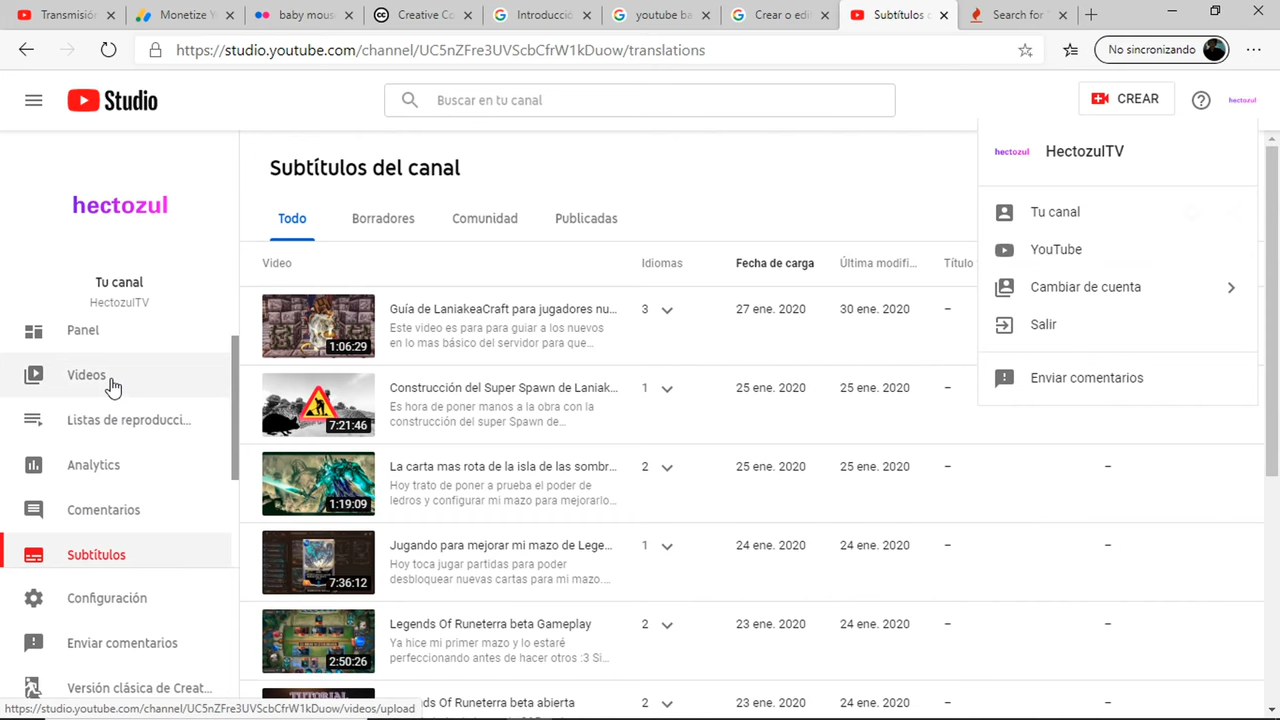 Transmisión
Monetize Y
baby mous
Creative Co
Introducció
youtube ba
Crear o edi
Subtítulos c
Search for
https://studio.youtube.com/channel/UC5nZFre3UVScbCfrW1kDuow/translations
No sincronizando
Studio
Buscar en tu canal
CREAR
hectozul
hectozul
Tu canal
HectozulTV
Panel
Videos
Listas de reproducci...
Analytics
Comentarios
Subtítulos
Configuración
Enviar comentarios
Versión clásica de Creat...
https://studio.youtube.com/channel/UC5nZFre3UVScbCfrW1kDuow/videos/upload
Subtítulos del canal
Todo Borradores Comunidad Publicadas
Video Idiomas Fecha de carga Última modifi... Título
Guía de LaniakeaCraft para jugadores nu... 3 27 ene. 2020 30 ene. 2020 –
Este video es para para guiar a los nuevos
en lo mas básico del servidor para que...
1:06:29
Construcción del Super Spawn de Laniak... 1 25 ene. 2020 25 ene. 2020 –
Es hora de poner manos a la obra con la
construcción del super Spawn de...
7:21:46
La carta mas rota de la isla de las sombr... 2 25 ene. 2020 25 ene. 2020 – –
Hoy trato de poner a prueba el poder de
ledros y configurar mi mazo para mejorarlo...
1:19:09
Jugando para mejorar mi mazo de Lege... 1 24 ene. 2020 24 ene. 2020 – –
Hoy toca jugar partidas para poder
desbloquear nuevas cartas para mi mazo....
7:36:12
Legends Of Runeterra beta Gameplay 2 23 ene. 2020 24 ene. 2020 – –
Ya hice mi primer mazo y lo estaré
perfeccionando antes de hacer otros :3 Si...
2:50:26
TUTORIAL
nds Of Runeterra beta abierta 2 23 ene. 2020 24 ene. 2020 – –
hectozul HectozulTV
Tu canal
YouTube
Cambiar de cuenta
Salir
Enviar comentarios